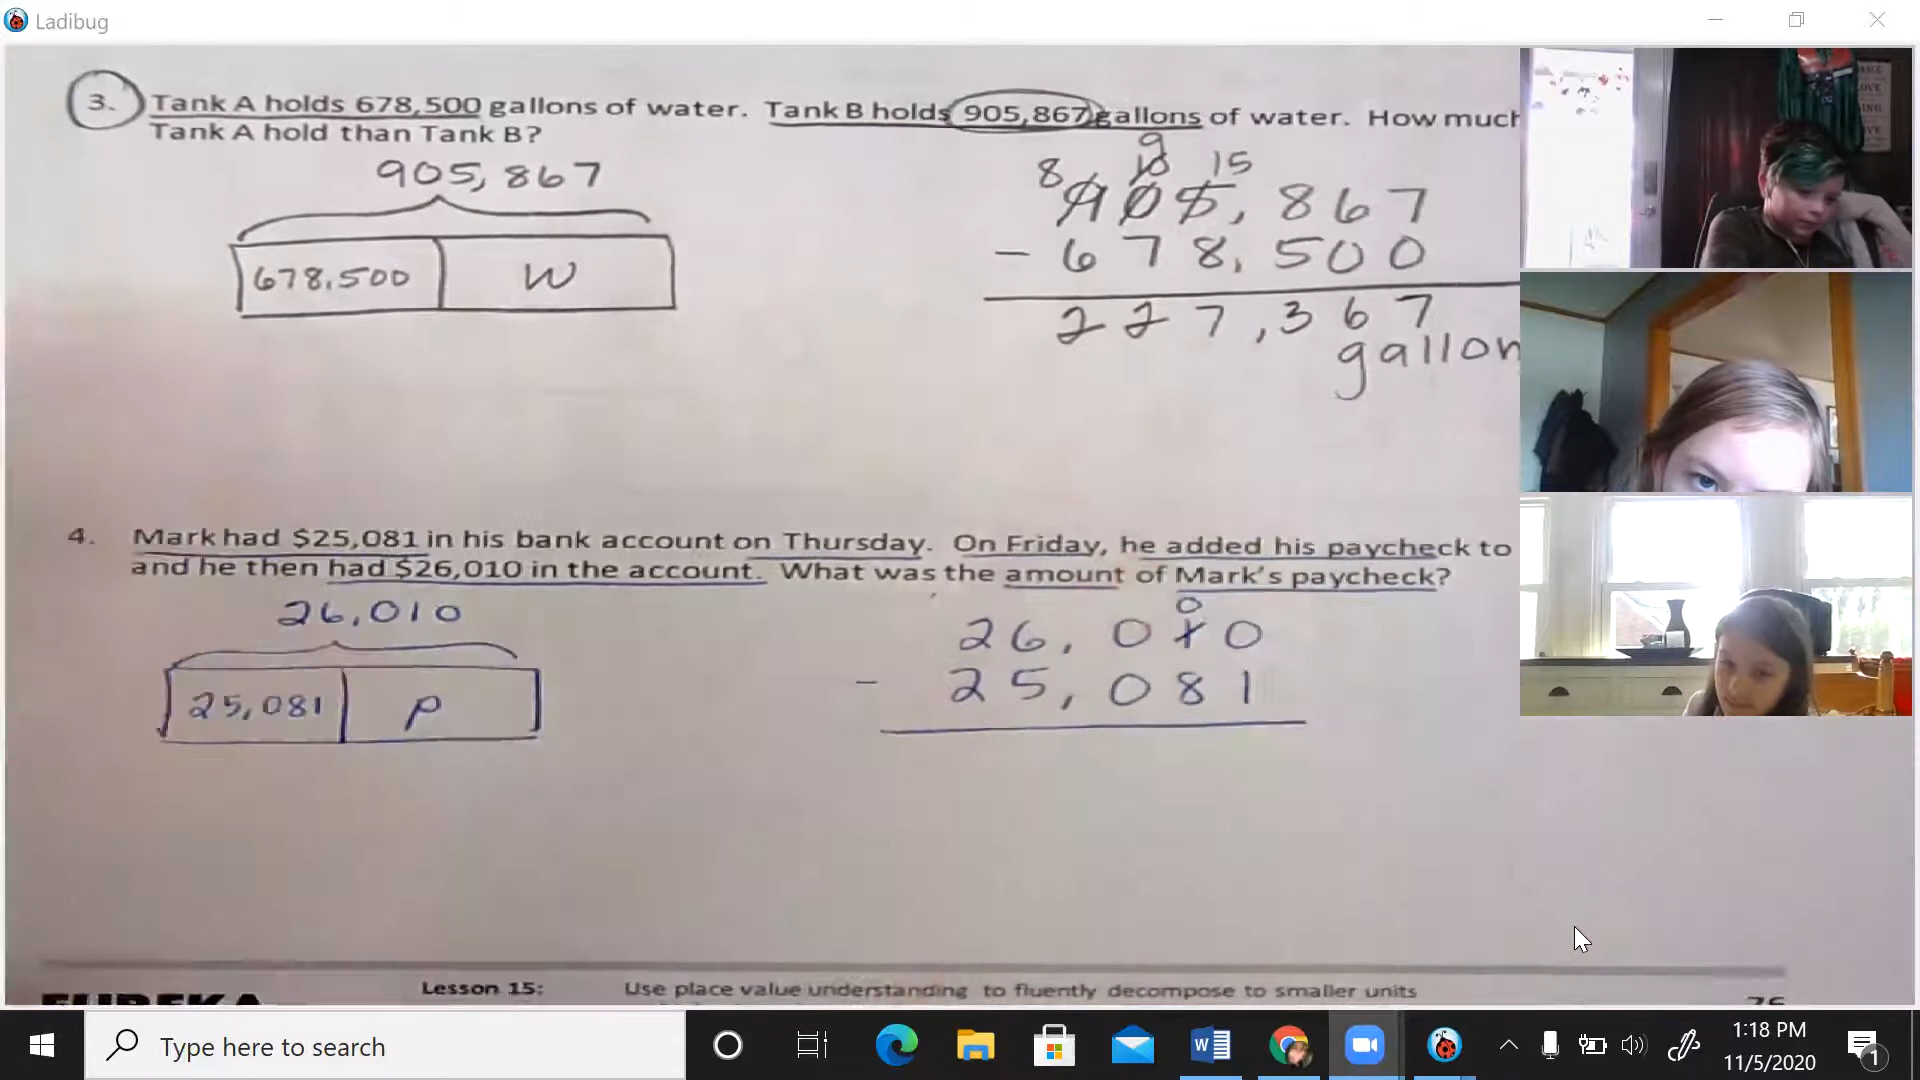 Ladibug
3. Tank A holds 678,500 gallons of water. Tank B holds 905,867 gallons of water. How much
Tank A hold than Tank B?
905,867
678,500 W
9
8 10 15
905,867
- 678,500
227,367
gallon
4. Mark had $25,081 in his bank account on Thursday. On Friday, he added his paycheck to
and he then had $26,010 in the account. What was the amount of Mark's paycheck?
26,010
25,081 p
0
26,010
- 25,081
EUREKA
Lesson 15: Use place value understanding to fluently decompose to smaller units
Type here to search
1:18 PM
11/5/2020
1